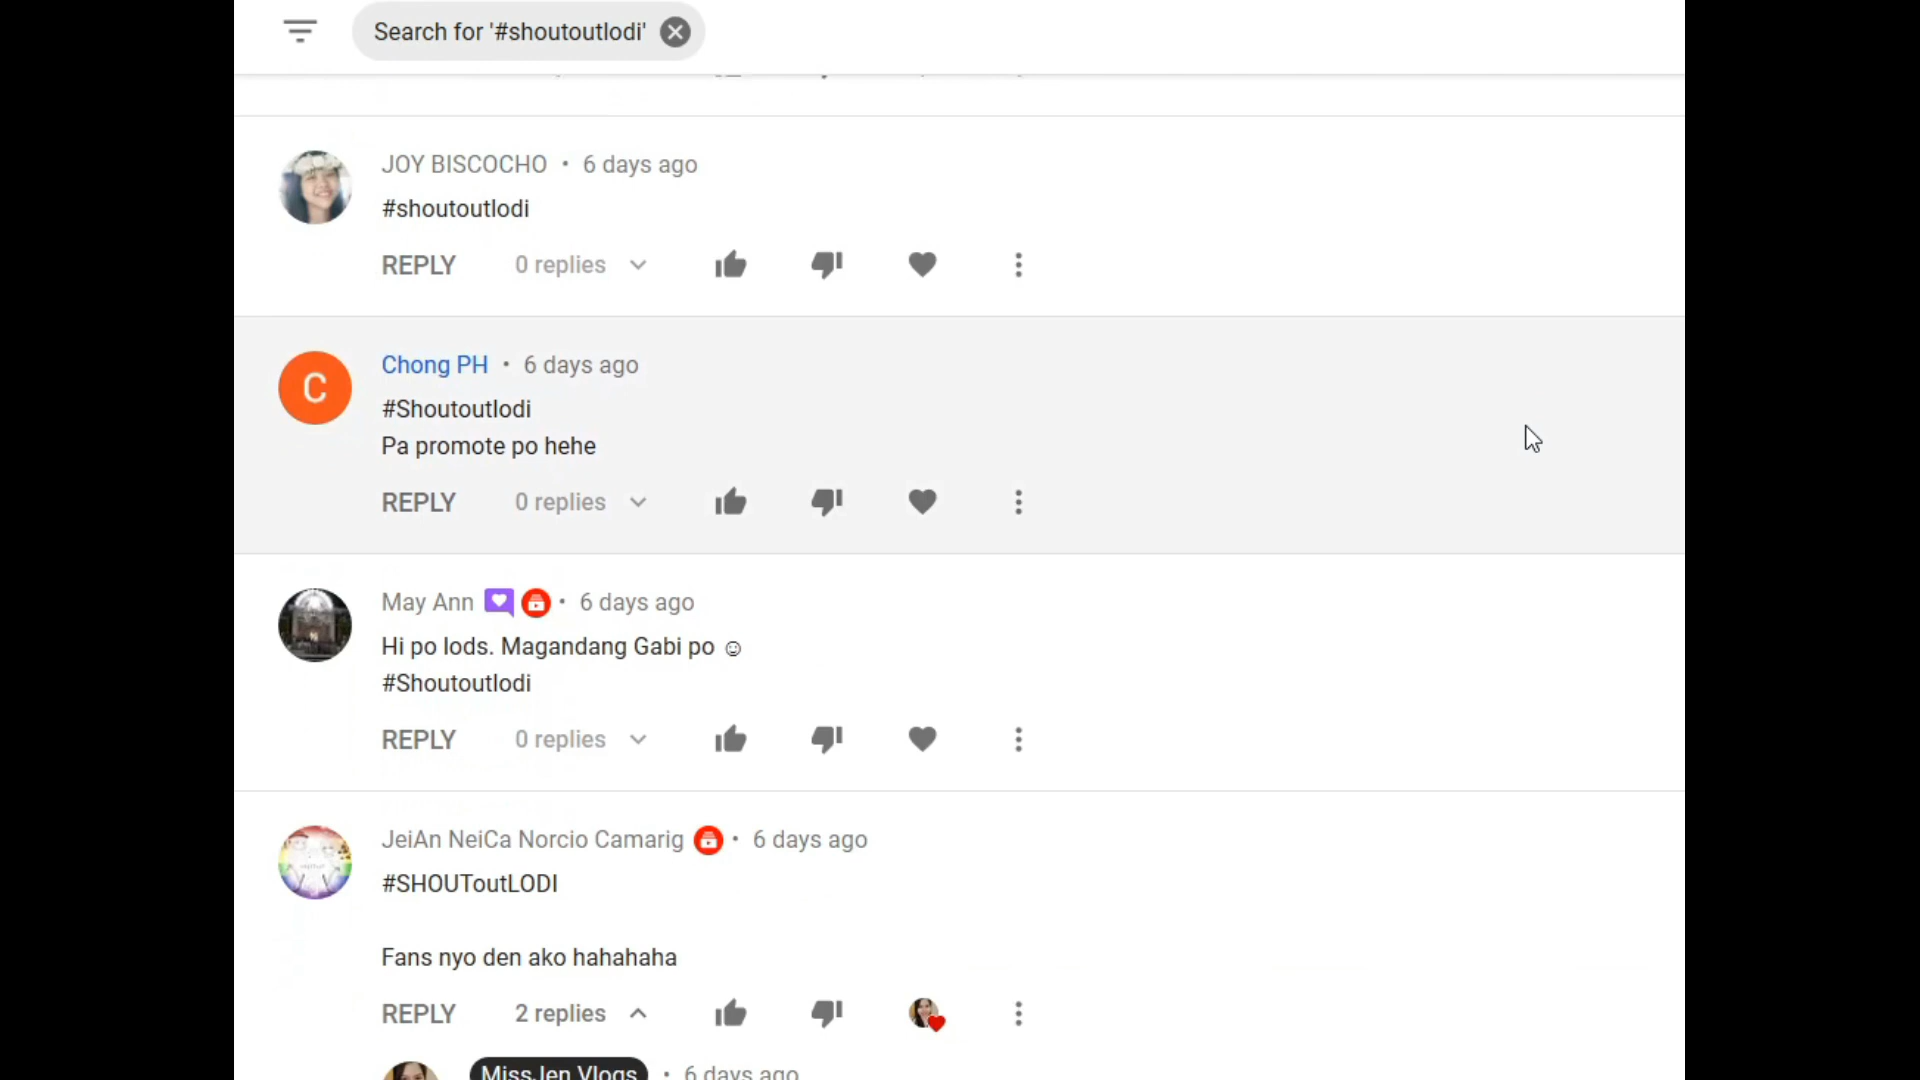 Search for '#shoutoutlodi'
JOY BISCOCHO • 6 days ago
#shoutoutlodi
REPLY 0 replies
C
Chong PH • 6 days ago
#Shoutoutlodi
Pa promote po hehe
REPLY 0 replies
May Ann • 6 days ago
Hi po lods. Magandang Gabi po ☺
#Shoutoutlodi
REPLY 0 replies
JeiAn NeiCa Norcio Camarig • 6 days ago
#SHOUToutLODI
Fans nyo den ako hahahaha
REPLY 2 replies
MissJen Vlogs • 6 days ago